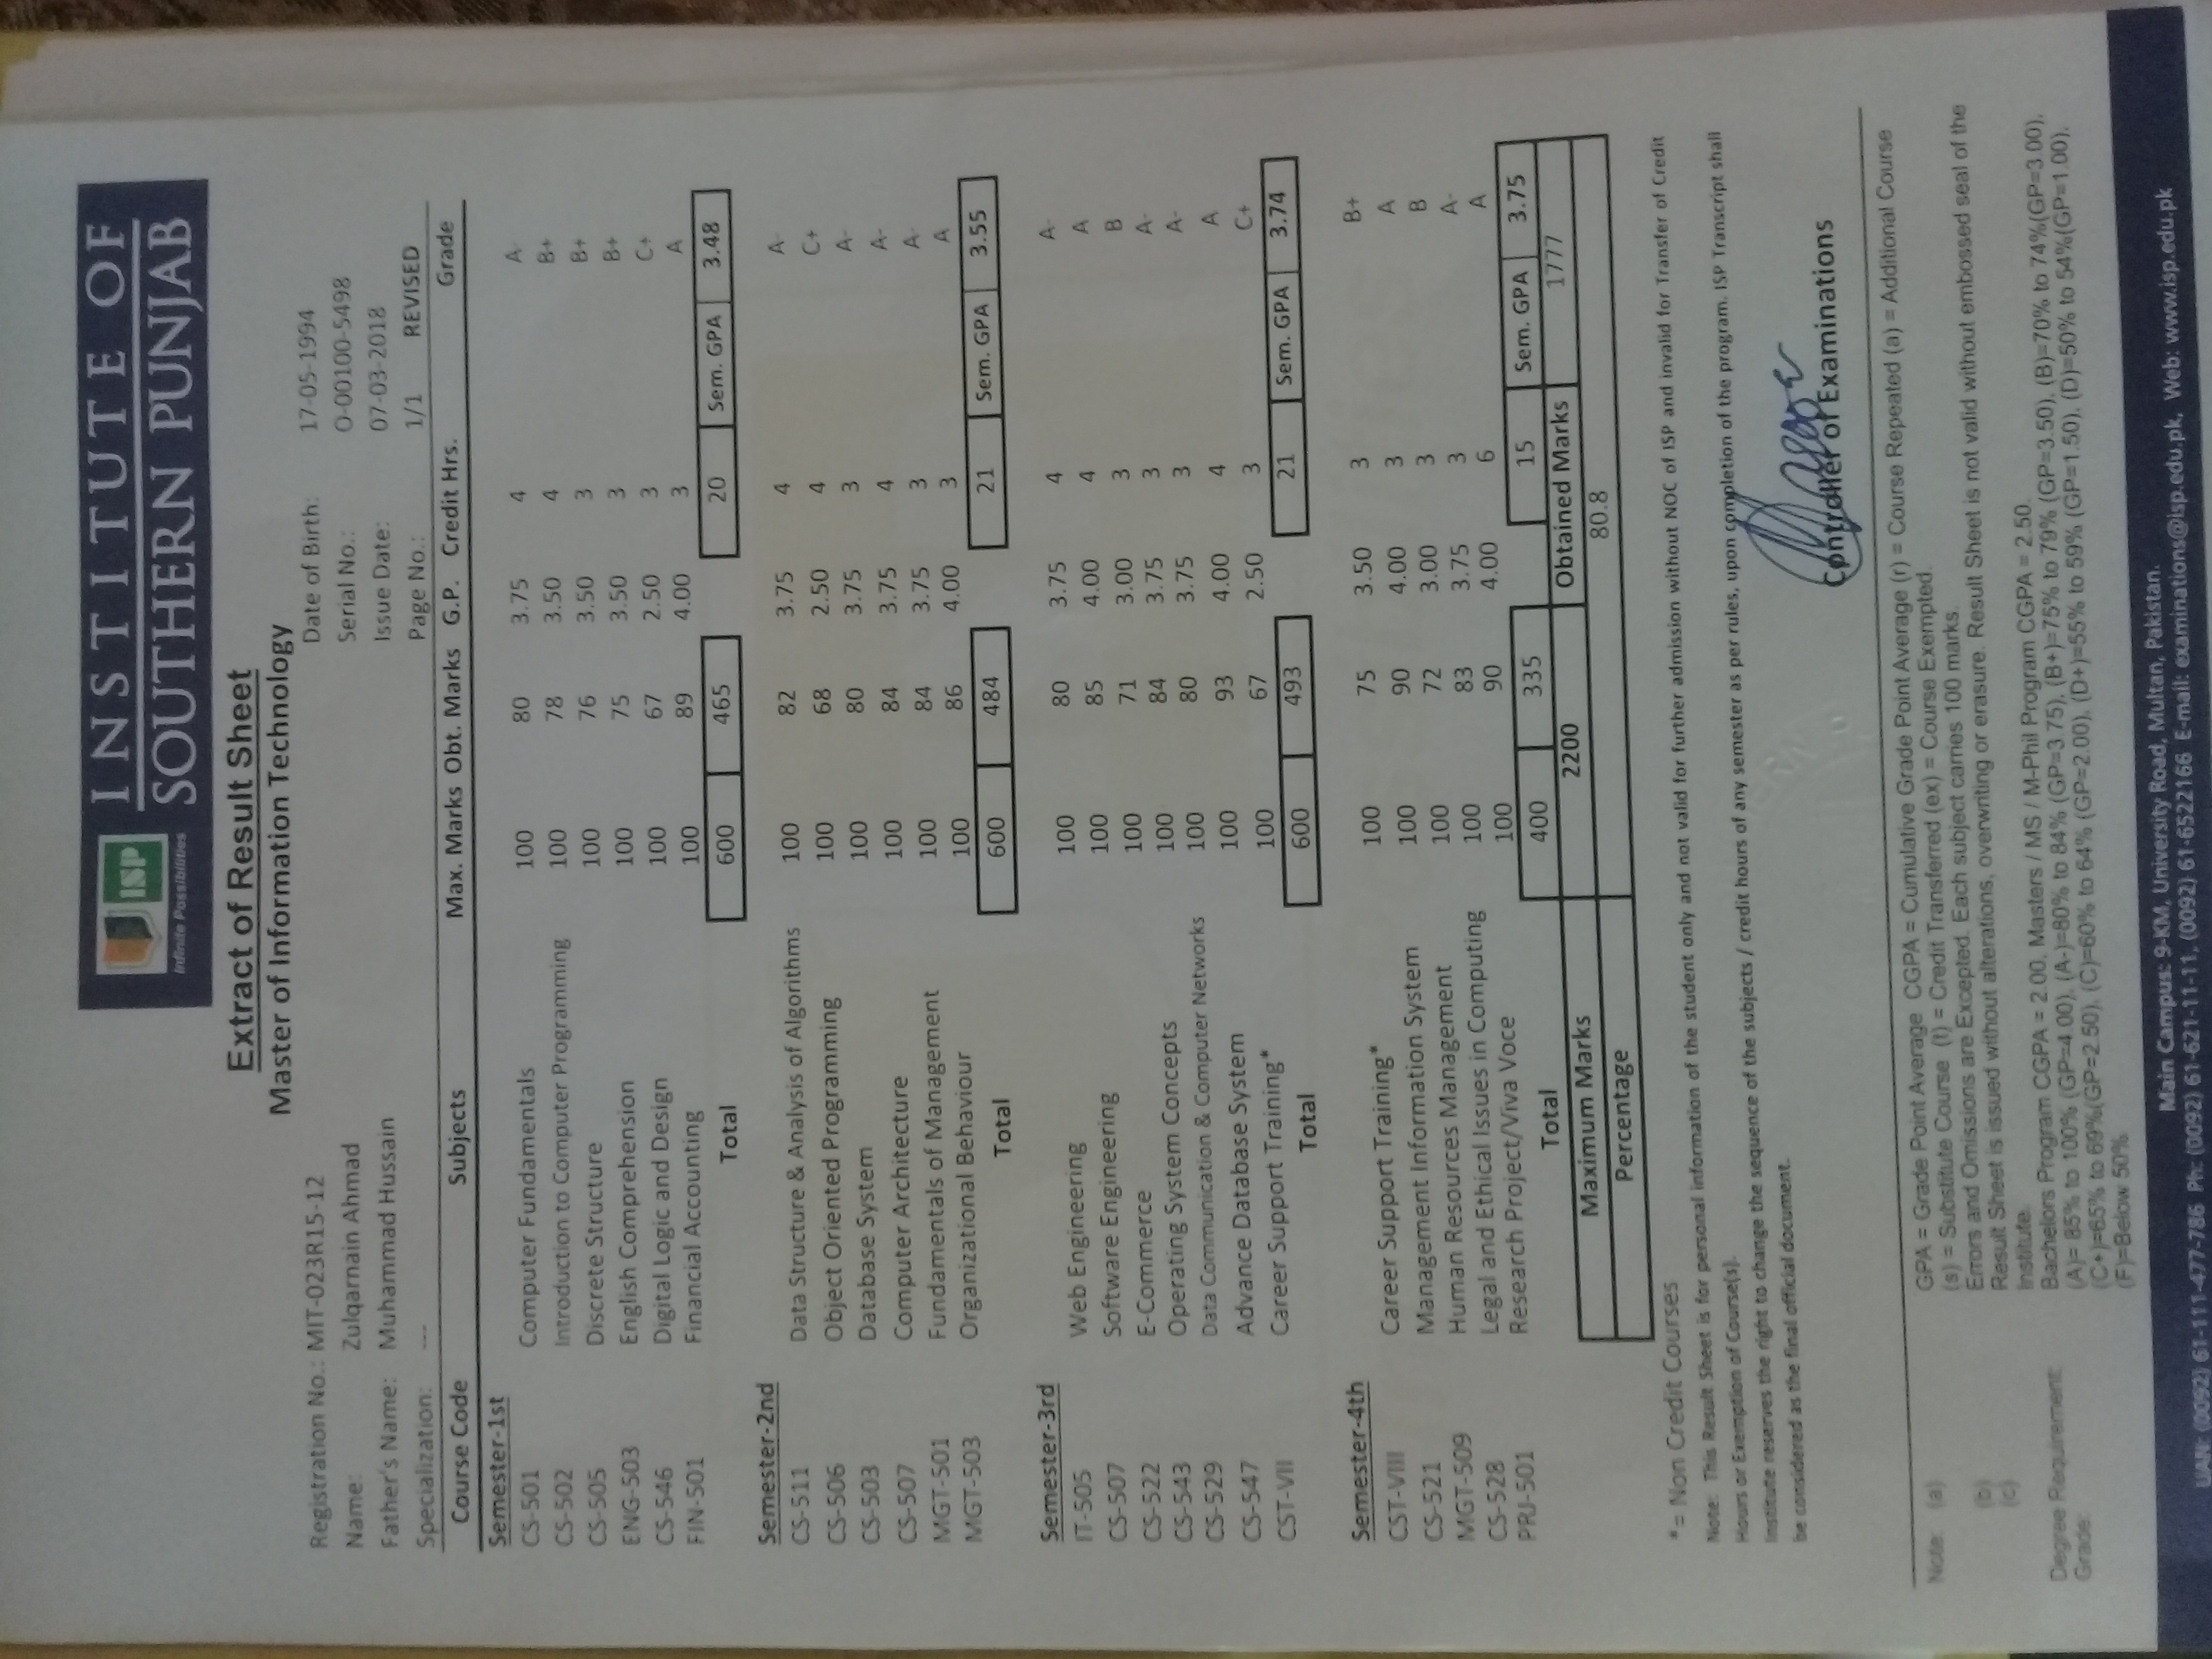 INSTITUTE OF
SOUTHERN PUNJAB
ISP
Infinite Possibilities
Extract of Result Sheet
Master of Information Technology
Registration No.: MIT-023R15-12 Date of Birth: 17-05-1994
Name: Zulqarnain Ahmad Serial No.: O-00100-5498
Father's Name: Muhammad Hussain Issue Date: 07-03-2018
Specialization: --- Page No.: 1/1 REVISED
Course Code Subjects Max. Marks Obt. Marks G.P. Credit Hrs. Grade
Semester-1st
CS-501 Computer Fundamentals 100 80 3.75 4 A-
CS-502 Introduction to Computer Programming 100 78 3.50 4 B+
CS-505 Discrete Structure 100 76 3.50 3 B+
ENG-503 English Comprehension 100 75 3.50 3 B+
CS-546 Digital Logic and Design 100 67 2.50 3 C+
FIN-501 Financial Accounting 100 89 4.00 3 A
Total 600 465 20 Sem. GPA 3.48
Semester-2nd
CS-511 Data Structure & Analysis of Algorithms 100 82 3.75 4 A-
CS-506 Object Oriented Programming 100 68 2.50 4 C+
CS-503 Database System 100 80 3.75 3 A-
CS-507 Computer Architecture 100 84 3.75 4 A-
MGT-501 Fundamentals of Management 100 84 3.75 3 A-
MGT-503 Organizational Behaviour 100 86 4.00 3 A
Total 600 484 21 Sem. GPA 3.55
Semester-3rd
IT-505 Web Engineering 100 80 3.75 4 A-
CS-507 Software Engineering 100 85 4.00 4 A
CS-522 E-Commerce 100 71 3.00 3 B
CS-543 Operating System Concepts 100 84 3.75 3 A-
CS-529 Data Communication & Computer Networks 100 80 3.75 3 A-
CS-547 Advance Database System 100 93 4.00 4 A
CST-VII Career Support Training* 100 67 2.50 3 C+
Total 600 493 21 Sem. GPA 3.74
Semester-4th
CST-VIII Career Support Training* 100 75 3.50 3 B+
CS-521 Management Information System 100 90 4.00 3 A
MGT-509 Human Resources Management 100 72 3.00 3 B
CS-528 Legal and Ethical Issues in Computing 100 83 3.75 3 A-
PRJ-501 Research Project/Viva Voce 100 90 4.00 6 A
Total 400 335 15 Sem. GPA 3.75
Maximum Marks 2200 Obtained Marks 1777
Percentage 80.8
*= Non Credit Courses
Note: This Result Sheet is for personal information of the student only and not valid for further admission without NOC of ISP and invalid for Transfer of Credit
Hours or Exemption of Course(s).
Institute reserves the right to change the sequence of the subjects / credit hours of any semester as per rules, upon completion of the program. ISP Transcript shall
be considered as the final official document.
Controller of Examinations
Note: (a) GPA = Grade Point Average CGPA = Cumulative Grade Point Average (r) = Course Repeated (a) = Additional Course
(s) = Substitute Course (t) = Credit Transferred (ex) = Course Exempted.
(b) Errors and Omissions are Excepted. Each subject carries 100 marks.
(c) Result Sheet is issued without alterations, overwriting or erasure. Result Sheet is not valid without embossed seal of the
Institute.
Degree Requirement: Bachelors Program CGPA = 2.00, Masters / MS / M-Phil Program CGPA = 2.50.
Grade: (A)= 85% to 100% (GP=4.00), (A-)=80% to 84% (GP=3.75), (B+)=75% to 79% (GP=3.50), (B)=70% to 74%(GP=3.00),
(C+)=65% to 69%(GP=2.50), (C)=60% to 64% (GP=2.00), (D+)=55% to 59% (GP=1.50), (D)=50% to 54%(GP=1.00),
(F)=Below 50%
Main Campus: 9-KM, University Road, Multan, Pakistan.
UAN: (0092) 61-111-477-786 Ph: (0092) 61-621-11-11, (0092) 61-6522166 E-mail: examinations@isp.edu.pk, Web: www.isp.edu.pk